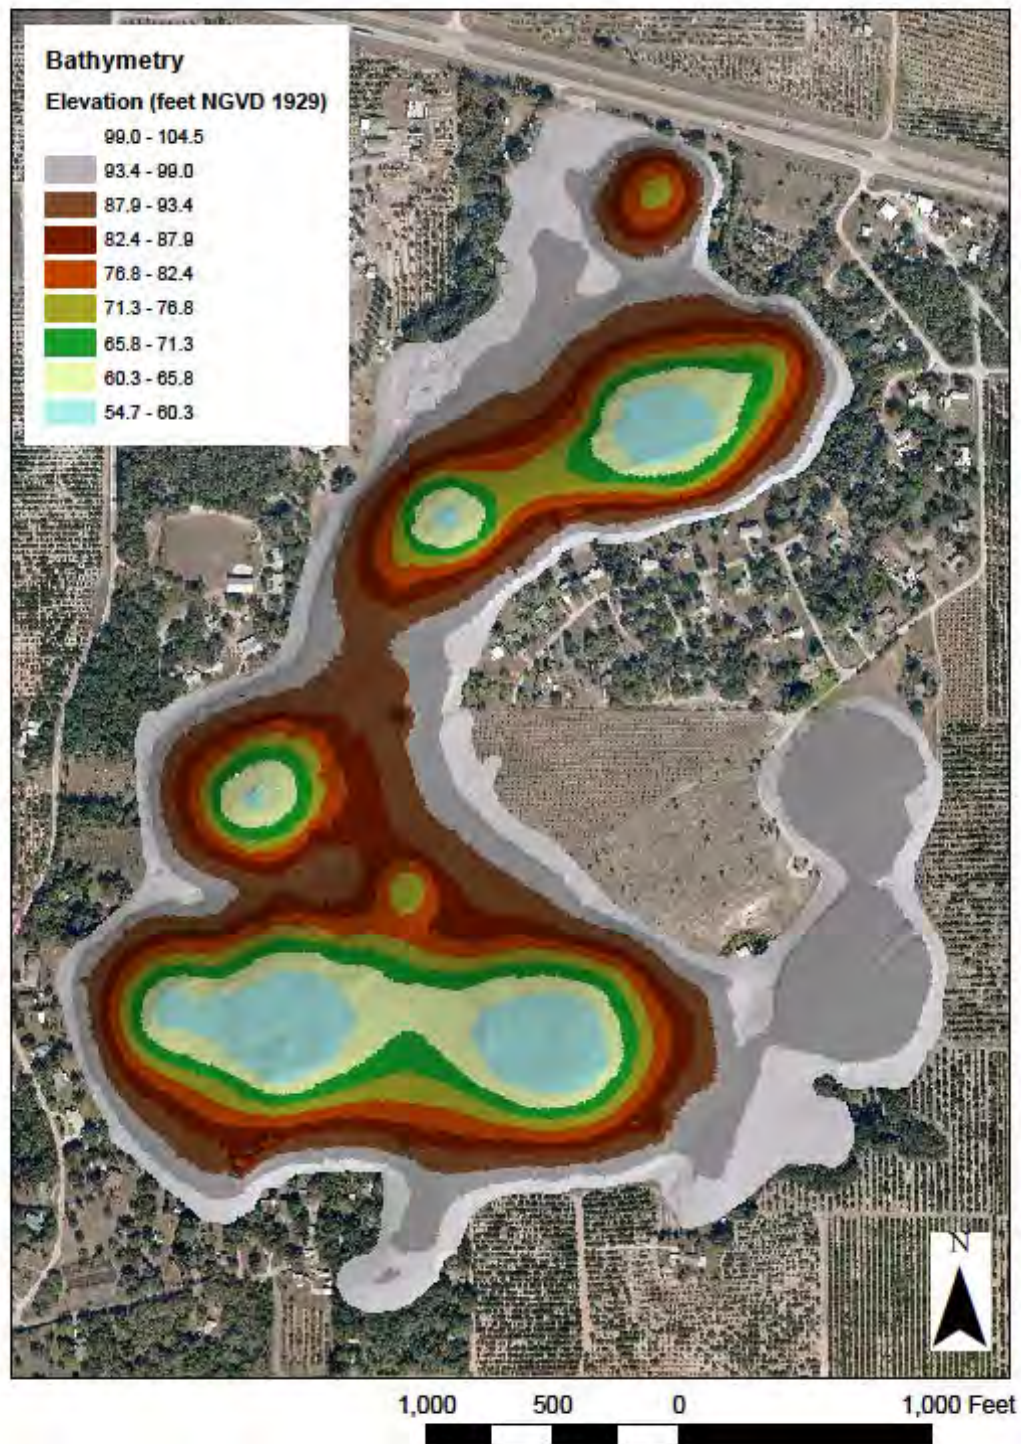 Bathymetry
Elevation (feet NGVD 1929)
99.0 - 104.5
93.4 - 99.0
87.9 - 93.4
82.4 - 87.9
76.8 - 82.4
71.3 - 76.8
65.8 - 71.3
60.3 - 65.8
54.7 - 60.3
N
1,000 500 0 1,000 Feet